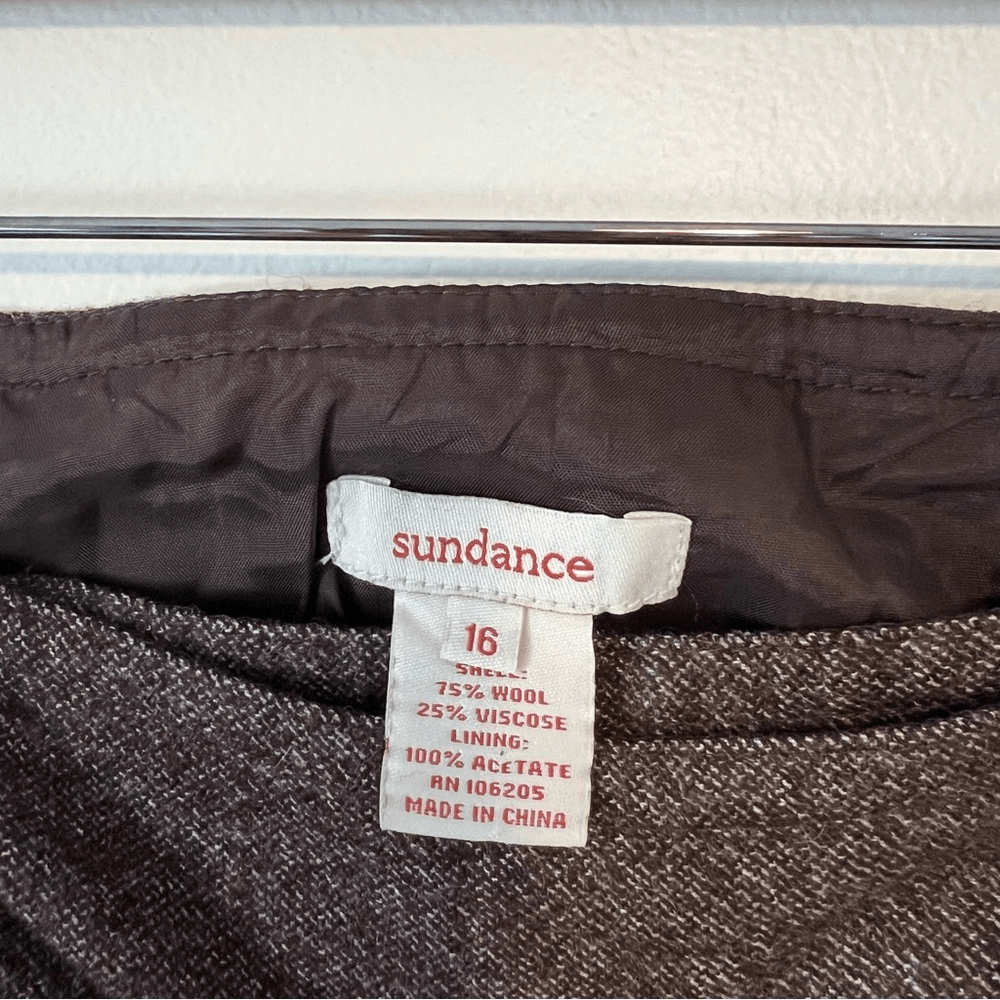 sundance
16
SHELL:
75% WOOL
25% VISCOSE
LINING:
100% ACETATE
RN 106205
MADE IN CHINA